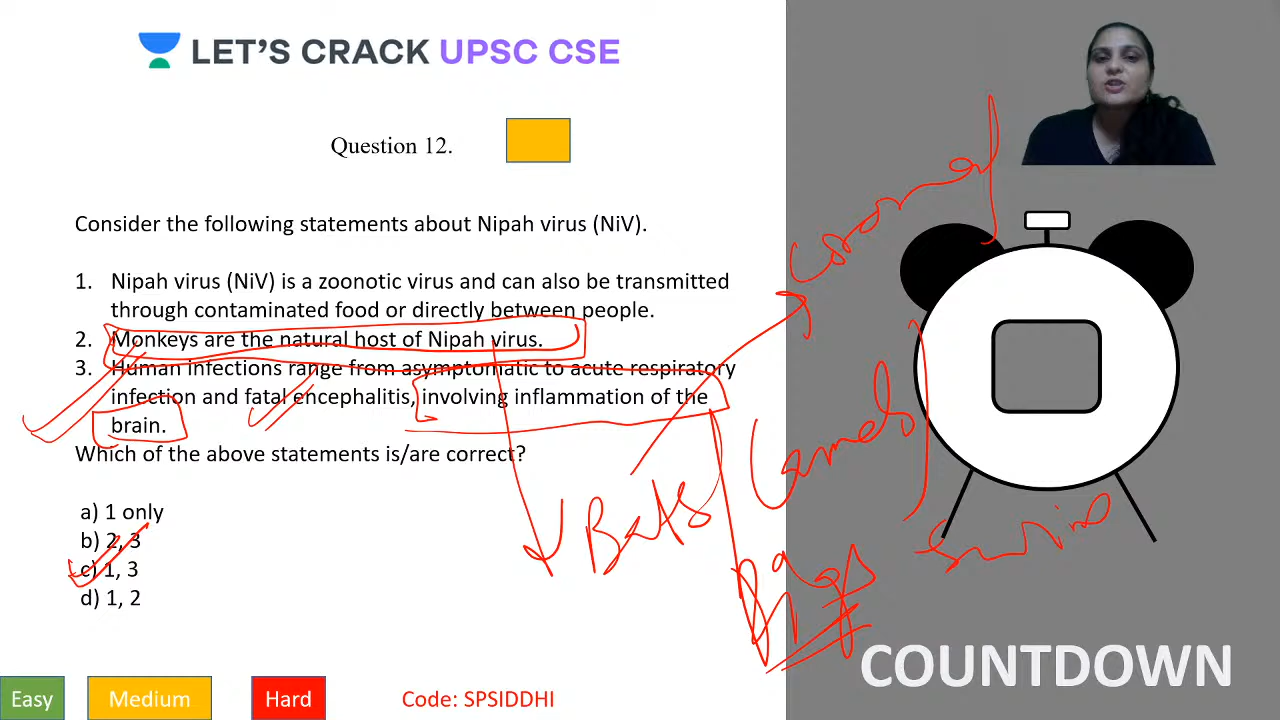 LET'S CRACK UPSC CSE
Question 12.
Consider the following statements about Nipah virus (NiV).
1. Nipah virus (NiV) is a zoonotic virus and can also be transmitted
through contaminated food or directly between people.
2. Monkeys are the natural host of Nipah virus.
3. Human infections range from asymptomatic to acute respiratory
infection and fatal encephalitis, involving inflammation of the
brain.
Which of the above statements is/are correct?
a) 1 only
b) 2, 3
c) 1, 3
d) 1, 2
Bats
Camels
Pigs
COUNTDOWN
Easy
Medium
Hard
Code: SPSIDDHI